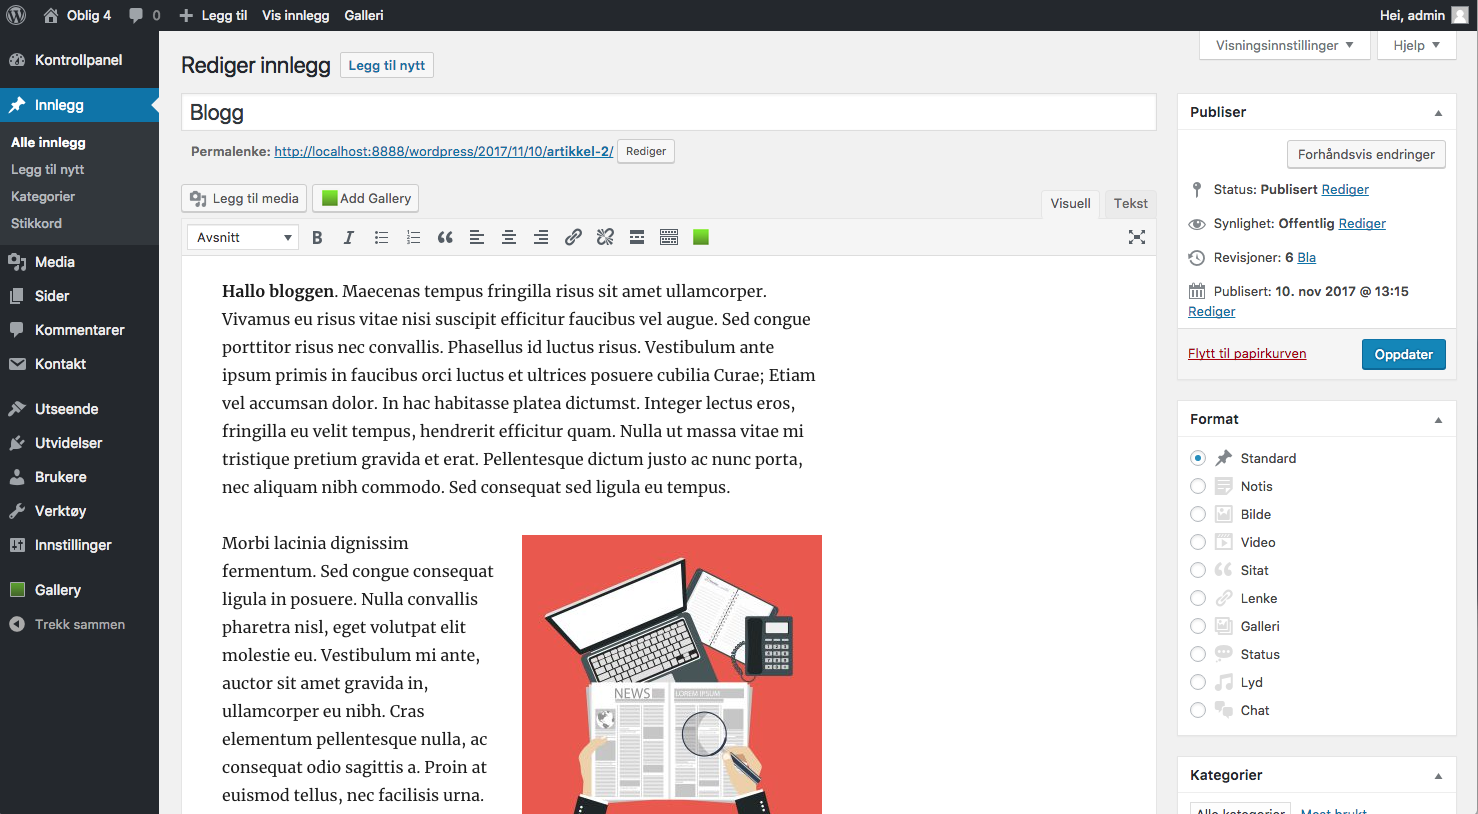 Oblig 4 0 Legg til Vis innlegg Galleri Hei, admin
Kontrollpanel
Innlegg
Alle innlegg
Legg til nytt
Kategorier
Stikkord
Media
Sider
Kommentarer
Kontakt
Utseende
Utvidelser
Brukere
Verktøy
Innstillinger
Gallery
Trekk sammen
Visningsinnstillinger Hjelp
Rediger innlegg Legg til nytt
Blogg
Permalenke: http://localhost:8888/wordpress/2017/11/10/artikkel-2/ Rediger
Legg til media Add Gallery
Visuell Tekst
Avsnitt
Hallo bloggen. Maecenas tempus fringilla risus sit amet ullamcorper.
Vivamus eu risus vitae nisi suscipit efficitur faucibus vel augue. Sed congue
porttitor risus nec convallis. Phasellus id luctus risus. Vestibulum ante
ipsum primis in faucibus orci luctus et ultrices posuere cubilia Curae; Etiam
vel accumsan dolor. In hac habitasse platea dictumst. Integer lectus eros,
fringilla eu velit tempus, hendrerit efficitur quam. Nulla ut massa vitae mi
tristique pretium gravida et erat. Pellentesque dictum justo ac nunc porta,
nec aliquam nibh commodo. Sed consequat sed ligula eu tempus.
Morbi lacinia dignissim
fermentum. Sed congue consequat
ligula in posuere. Nulla convallis
pharetra nisl, eget volutpat elit
molestie eu. Vestibulum mi ante,
auctor sit amet gravida in,
ullamcorper eu nibh. Cras
elementum pellentesque nulla, ac
consequat odio sagittis a. Proin at
euismod tellus, nec facilisis urna.
NEWS LOREM IPSUM
Publiser
Forhåndsvis endringer
Status: Publisert Rediger
Synlighet: Offentlig Rediger
Revisjoner: 6 Bla
Publisert: 10. nov 2017 @ 13:15
Rediger
Flytt til papirkurven Oppdater
Format
Standard
Notis
Bilde
Video
Sitat
Lenke
Galleri
Status
Lyd
Chat
Kategorier
Alle kategorier Mest brukt